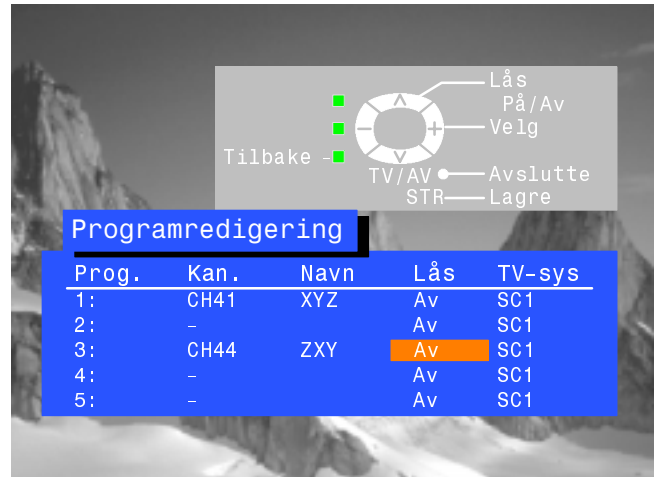 Lås
På/Av
Velg
Tilbake
TV/AV Avslutte
STR Lagre
Programredigering
Prog. Kan. Navn Lås TV-sys
1: CH41 XYZ Av SC1
2: – Av SC1
3: CH44 ZXY Av SC1
4: – Av SC1
5: – Av SC1